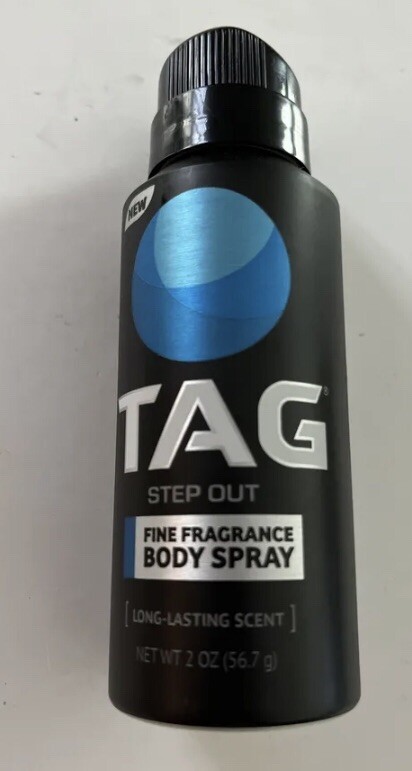 NEW
TAG®
STEP OUT
FINE FRAGRANCE
BODY SPRAY
[LONG-LASTING SCENT]
NET WT 2 OZ (56.7 g)